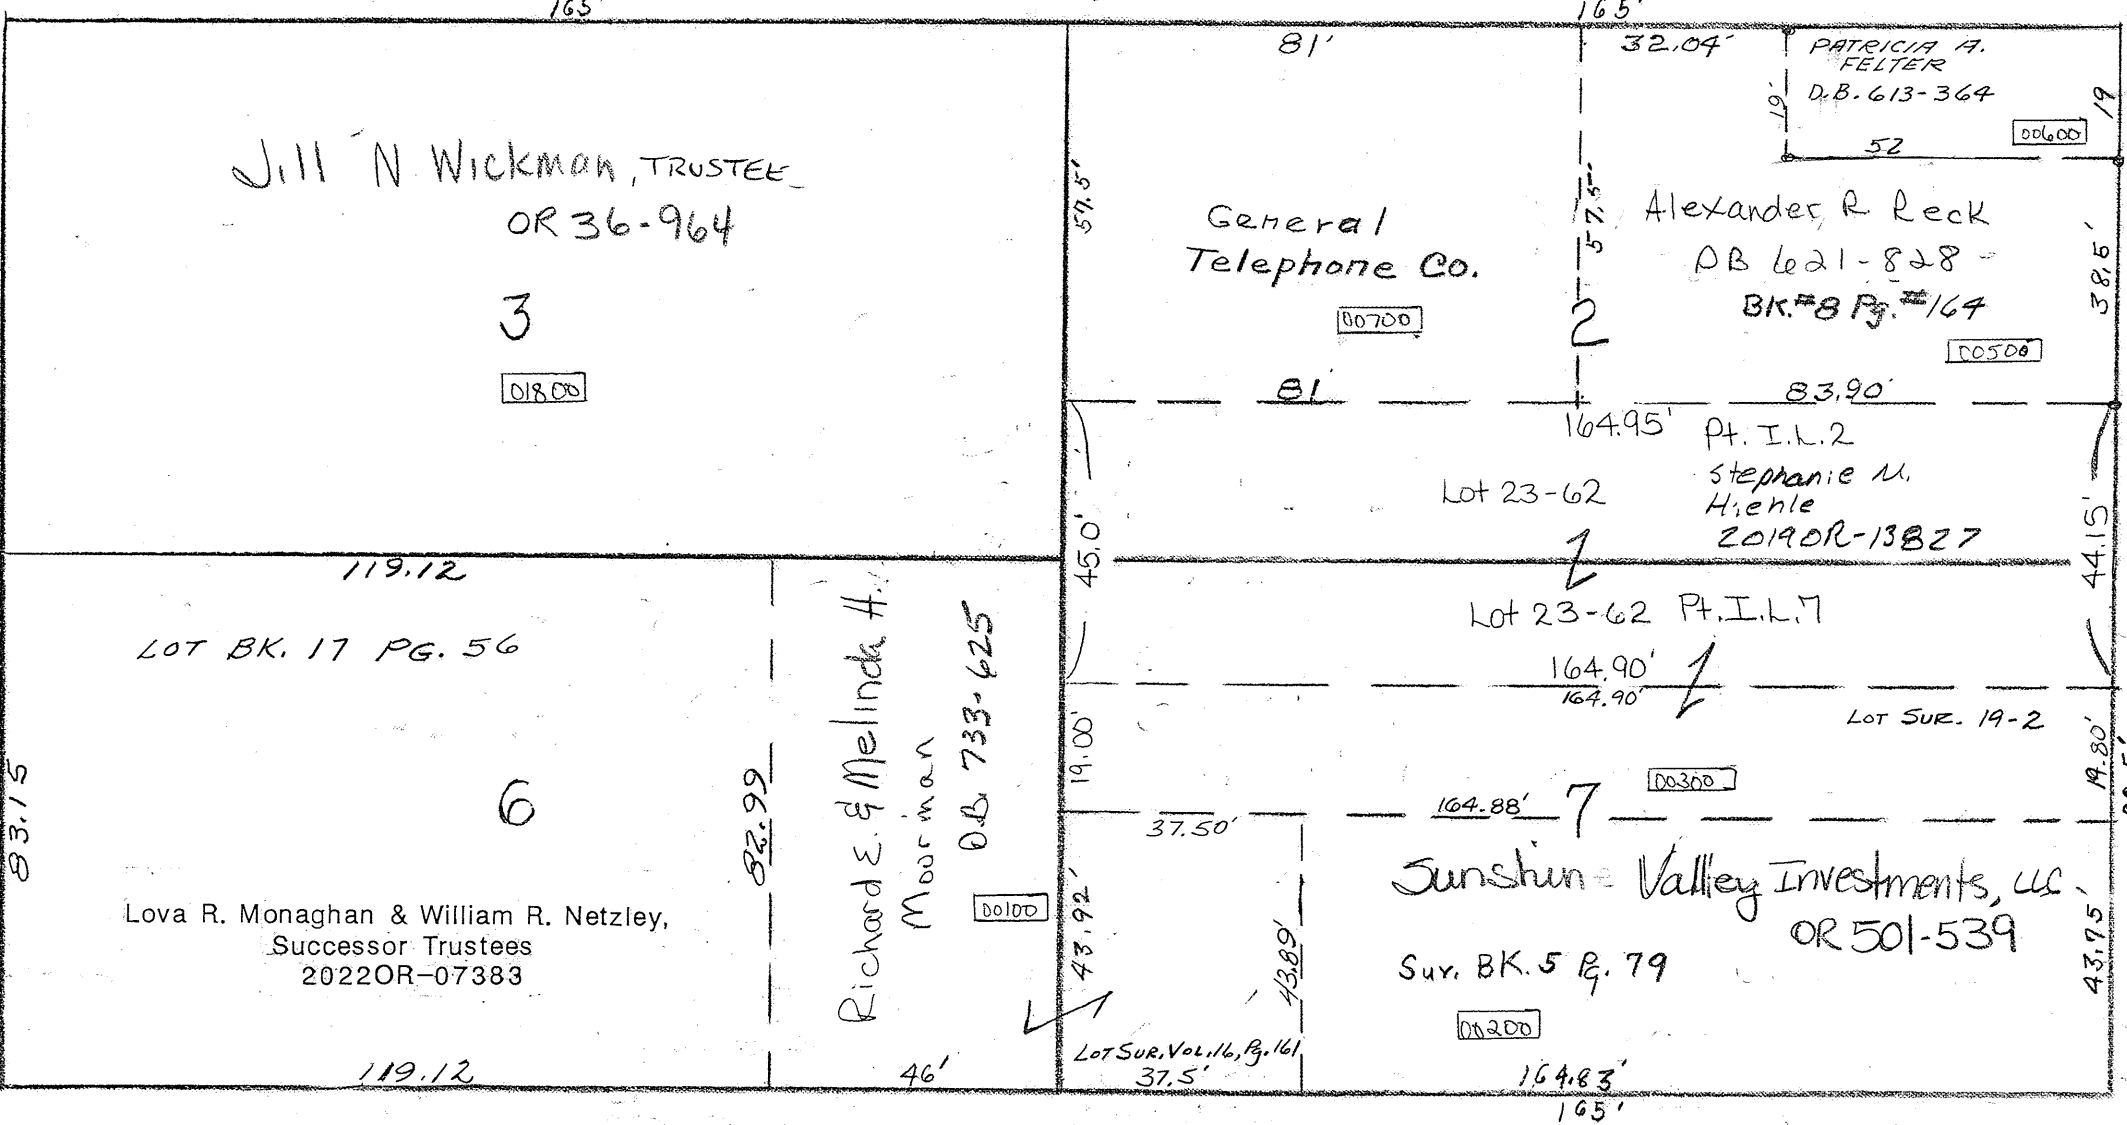 165'
165'
Jill N Wickman, TRUSTEE
OR 36-964
3
01800
81'
57.5'
General
Telephone Co.
00700
81'
32.04'
57.5'
2
PATRICIA A.
FELTER
D.B. 613-364
19'
19
00600
52
Alexander R Reck
DB 621-828
BK.#8 Pg.#164
38.5'
00500
83.90'
164.95'
Pt. I.L.2
Lot 23-62
Stephanie M.
Hiehle
2019OR-13827
45.0'
44.15'
Lot 23-62 Pt.I.L.7
164.90'
164.90'
LOT SUR. 19-2
19.00'
19.80'
00300
164.88'
7
37.50'
119.12
LOT BK. 17 PG. 56
83.15
6
82.99
Lova R. Monaghan & William R. Netzley,
Successor Trustees
2022OR-07383
119.12
Richard E. & Melinda H.
Moorman
D.B. 733-625
00100
46'
43.92'
43.89'
LOT SUR. VOL. 16, Pg. 161
37.5'
Sunshine Valley Investments, LLC
OR 501-539
Sur. BK. 5 Pg. 79
00200
43.75'
164.83'
165'